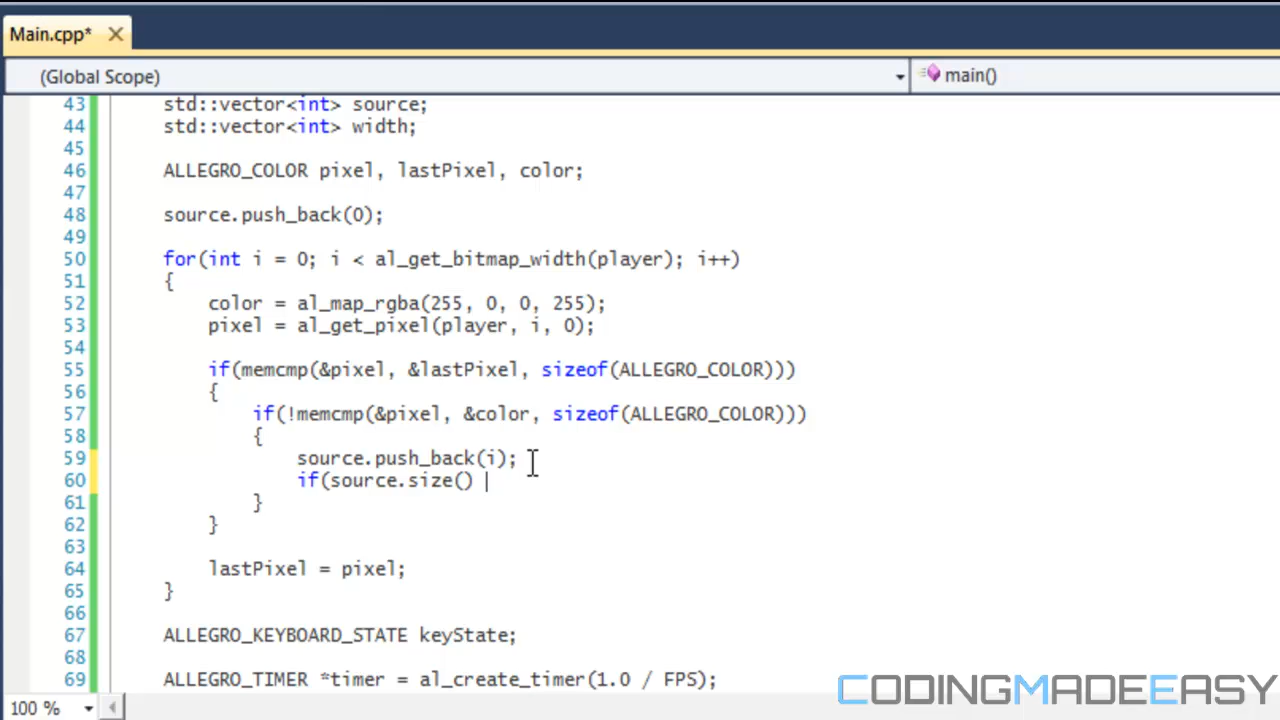 Main.cpp*
(Global Scope) main()
43 std::vector<int> source;
44 std::vector<int> width;
45
46 ALLEGRO_COLOR pixel, lastPixel, color;
47
48 source.push_back(0);
49
50 for(int i = 0; i < al_get_bitmap_width(player); i++)
51 {
52 color = al_map_rgba(255, 0, 0, 255);
53 pixel = al_get_pixel(player, i, 0);
54
55 if(memcmp(&pixel, &lastPixel, sizeof(ALLEGRO_COLOR)))
56 {
57 if(!memcmp(&pixel, &color, sizeof(ALLEGRO_COLOR)))
58 {
59 source.push_back(i);
60 if(source.size()
61 }
62 }
63
64 lastPixel = pixel;
65 }
66
67 ALLEGRO_KEYBOARD_STATE keyState;
68
69 ALLEGRO_TIMER *timer = al_create_timer(1.0 / FPS);
100 %
CODINGMADEEASY